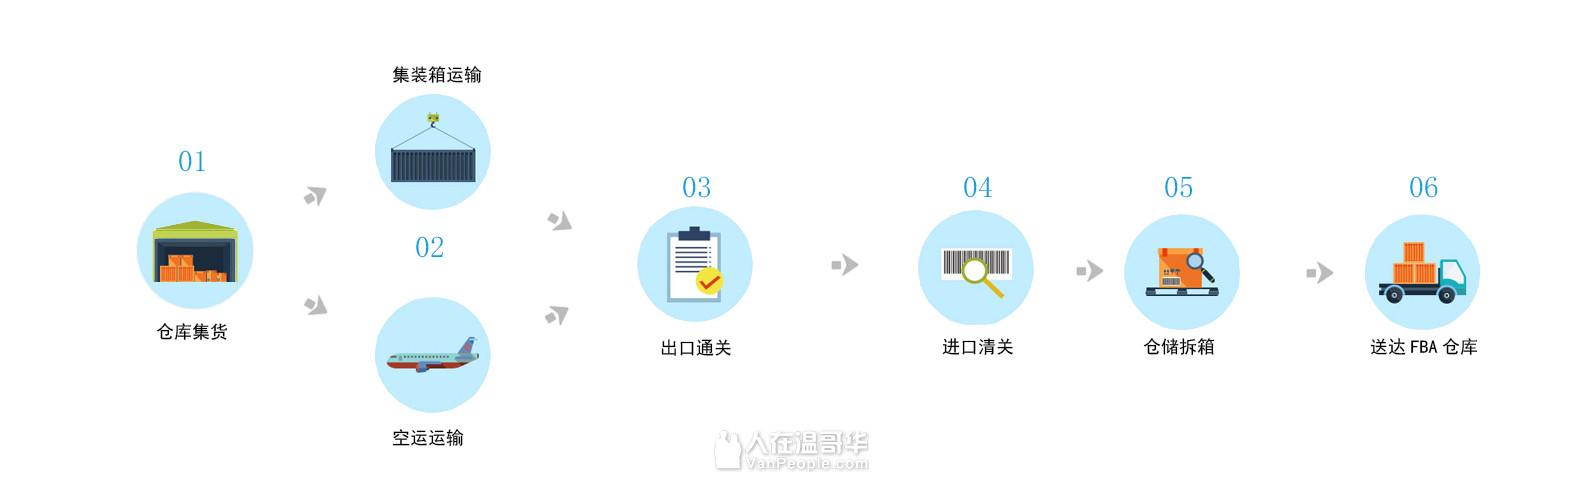 01
仓库集货
集装箱运输
02
空运运输
03
出口通关
04
进口清关
05
仓储拆箱
06
送达 FBA 仓库
人在温哥华
VanPeople.com